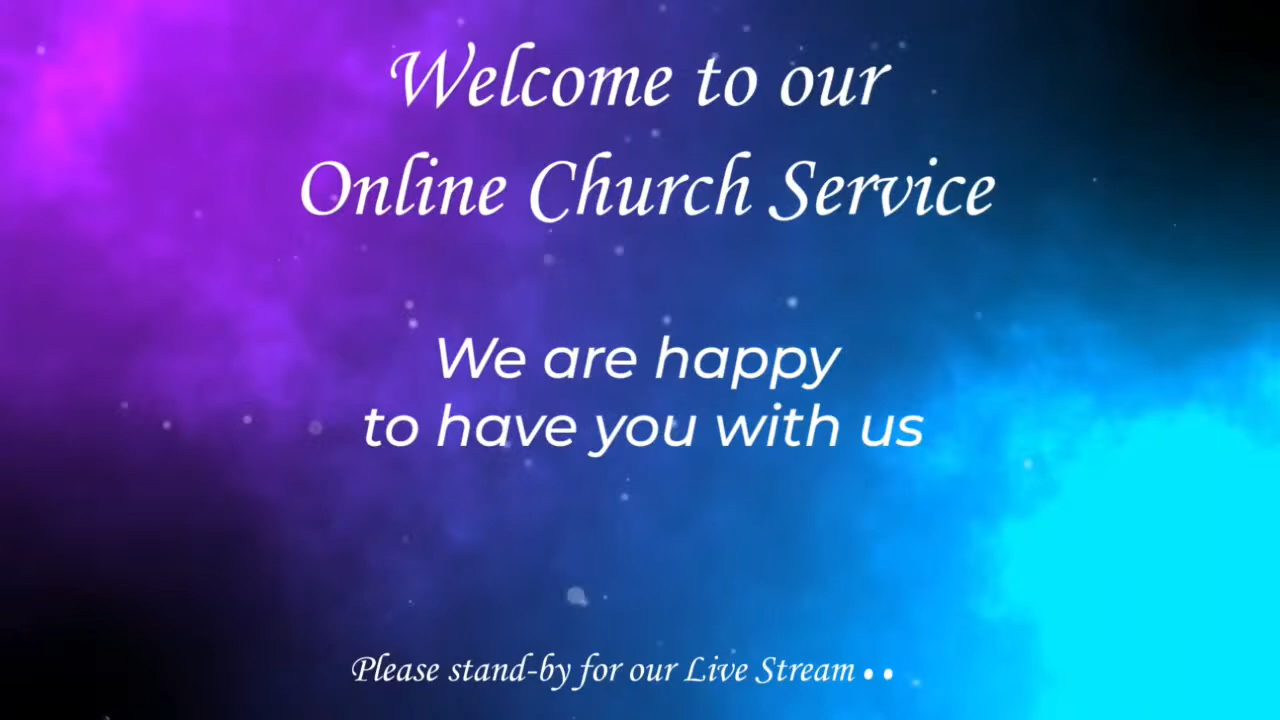 Welcome to our
Online Church Service
We are happy
to have you with us
Please stand-by for our Live Stream ••